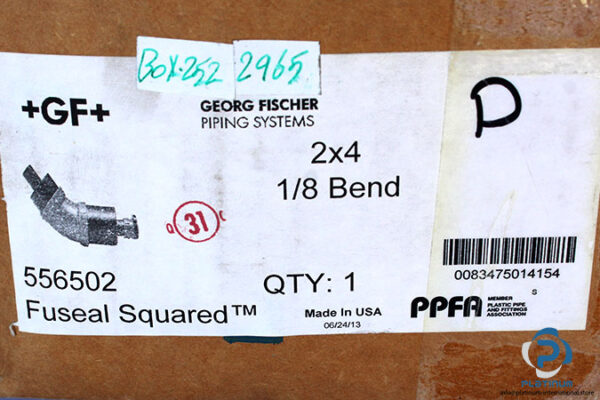 BOX.252 2965
+GF+
GEORG FISCHER
PIPING SYSTEMS
2x4
1/8 Bend
D
Q 31 C
556502
QTY: 1
Fuseal Squared™
Made In USA
06/24/13
0083475014154
S
PPFA
MEMBER
PLASTIC PIPE
AND FITTINGS
ASSOCIATION